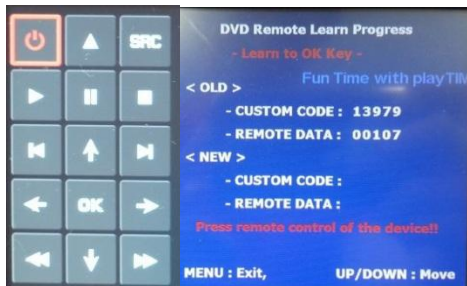 SRC
OK
DVD Remote Learn Progress
- Learn to OK Key -
Fun Time with playTIM
< OLD >
- CUSTOM CODE : 13979
- REMOTE DATA : 00107
< NEW >
- CUSTOM CODE :
- REMOTE DATA :
Press remote control of the device!!
MENU : Exit, UP/DOWN : Move